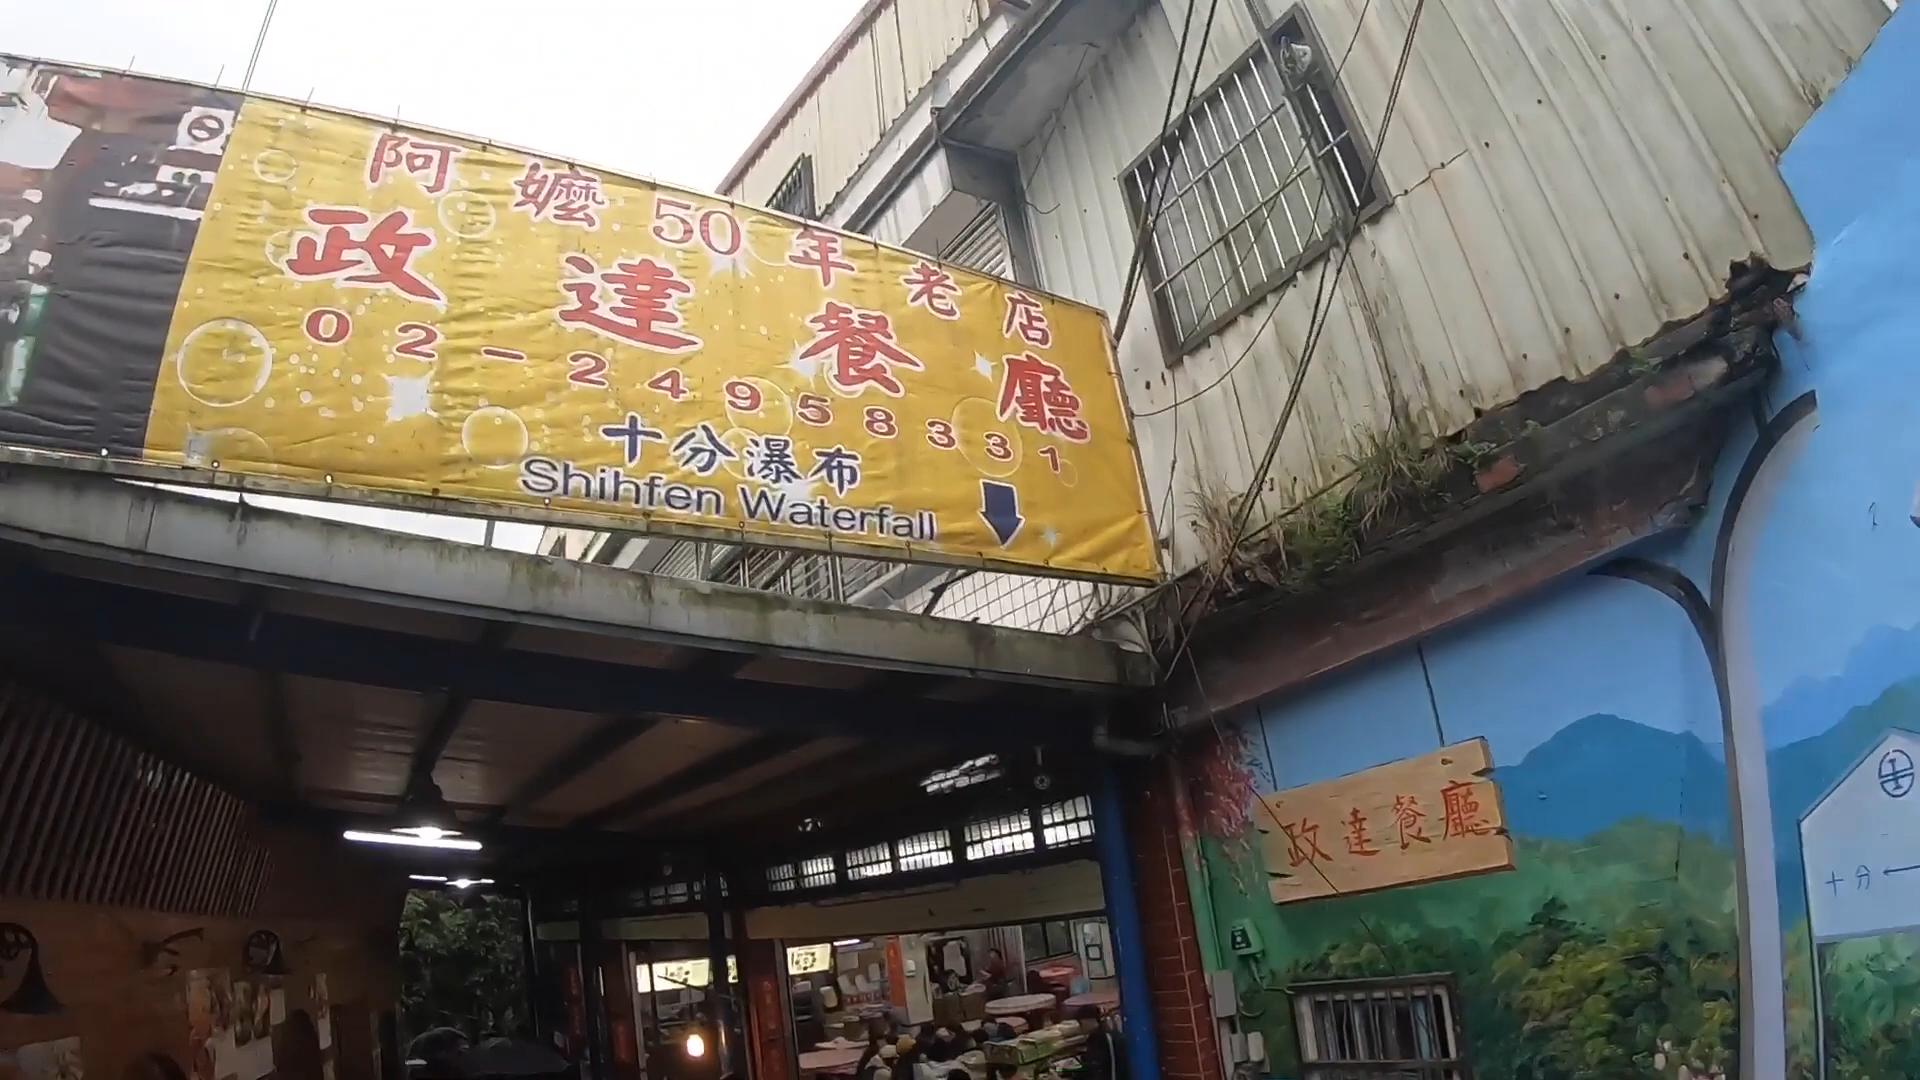 阿嬤50年老店
政達餐廳
02-24958331
十分瀑布
Shihfen Waterfall
政達餐廳
十分